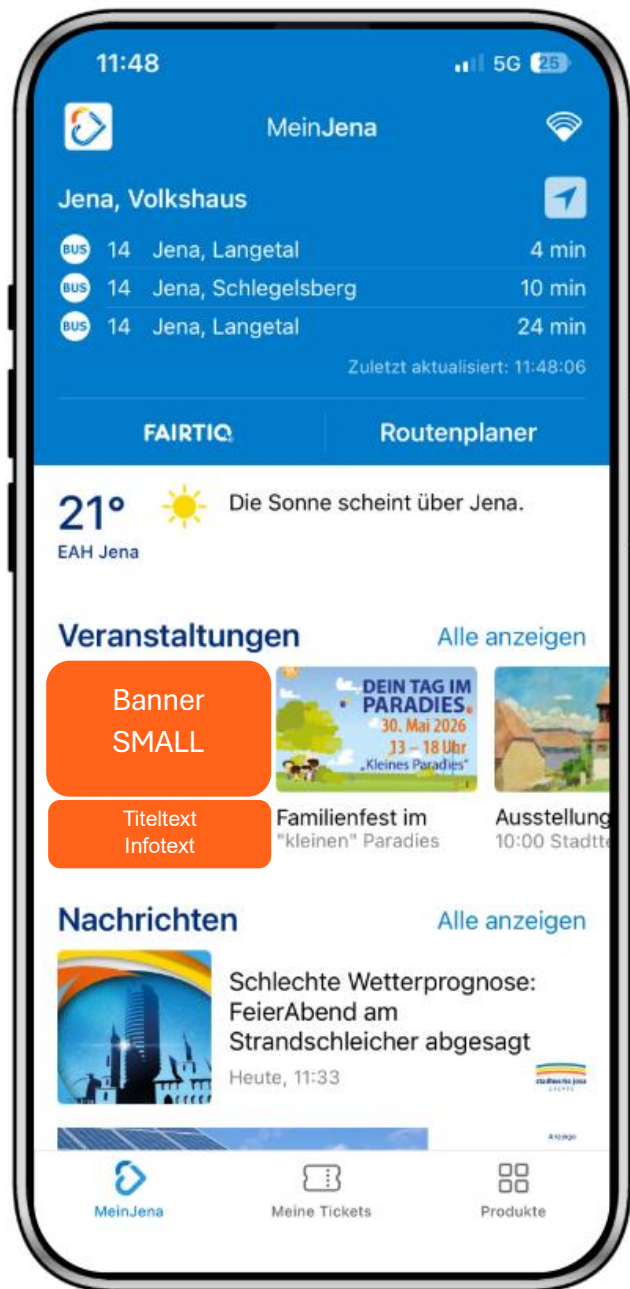 11:48 5G 25
MeinJena
Jena, Volkshaus
BUS 14 Jena, Langetal 4 min
BUS 14 Jena, Schlegelsberg 10 min
BUS 14 Jena, Langetal 24 min
Zuletzt aktualisiert: 11:48:06
FAIRTIQ Routenplaner
21° Die Sonne scheint über Jena.
EAH Jena
Veranstaltungen Alle anzeigen
Banner
SMALL
Titeltext
Infotext
DEIN TAG IM
PARADIES.
30. Mai 2026
13 – 18 Uhr
„Kleines Paradies"
Familienfest im
"kleinen" Paradies
Ausstellung
10:00 Stadtte
Nachrichten Alle anzeigen
Schlechte Wetterprognose:
FeierAbend am
Strandschleicher abgesagt
Heute, 11:33
stadtwerke jena
GRUPPE
Anzeige
MeinJena Meine Tickets Produkte